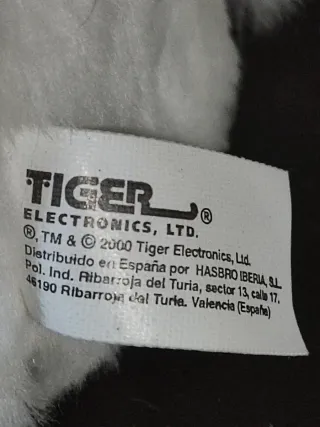 TIGER®
ELECTRONICS, LTD.
®, TM & © 2000 Tiger Electronics, Ltd.
Distribuido en España por HASBRO IBERIA, S.L.
Pol. Ind. Ribarroja del Turia, sector 13, calle 17.
46190 Ribarroja del Turia. Valencia (España)